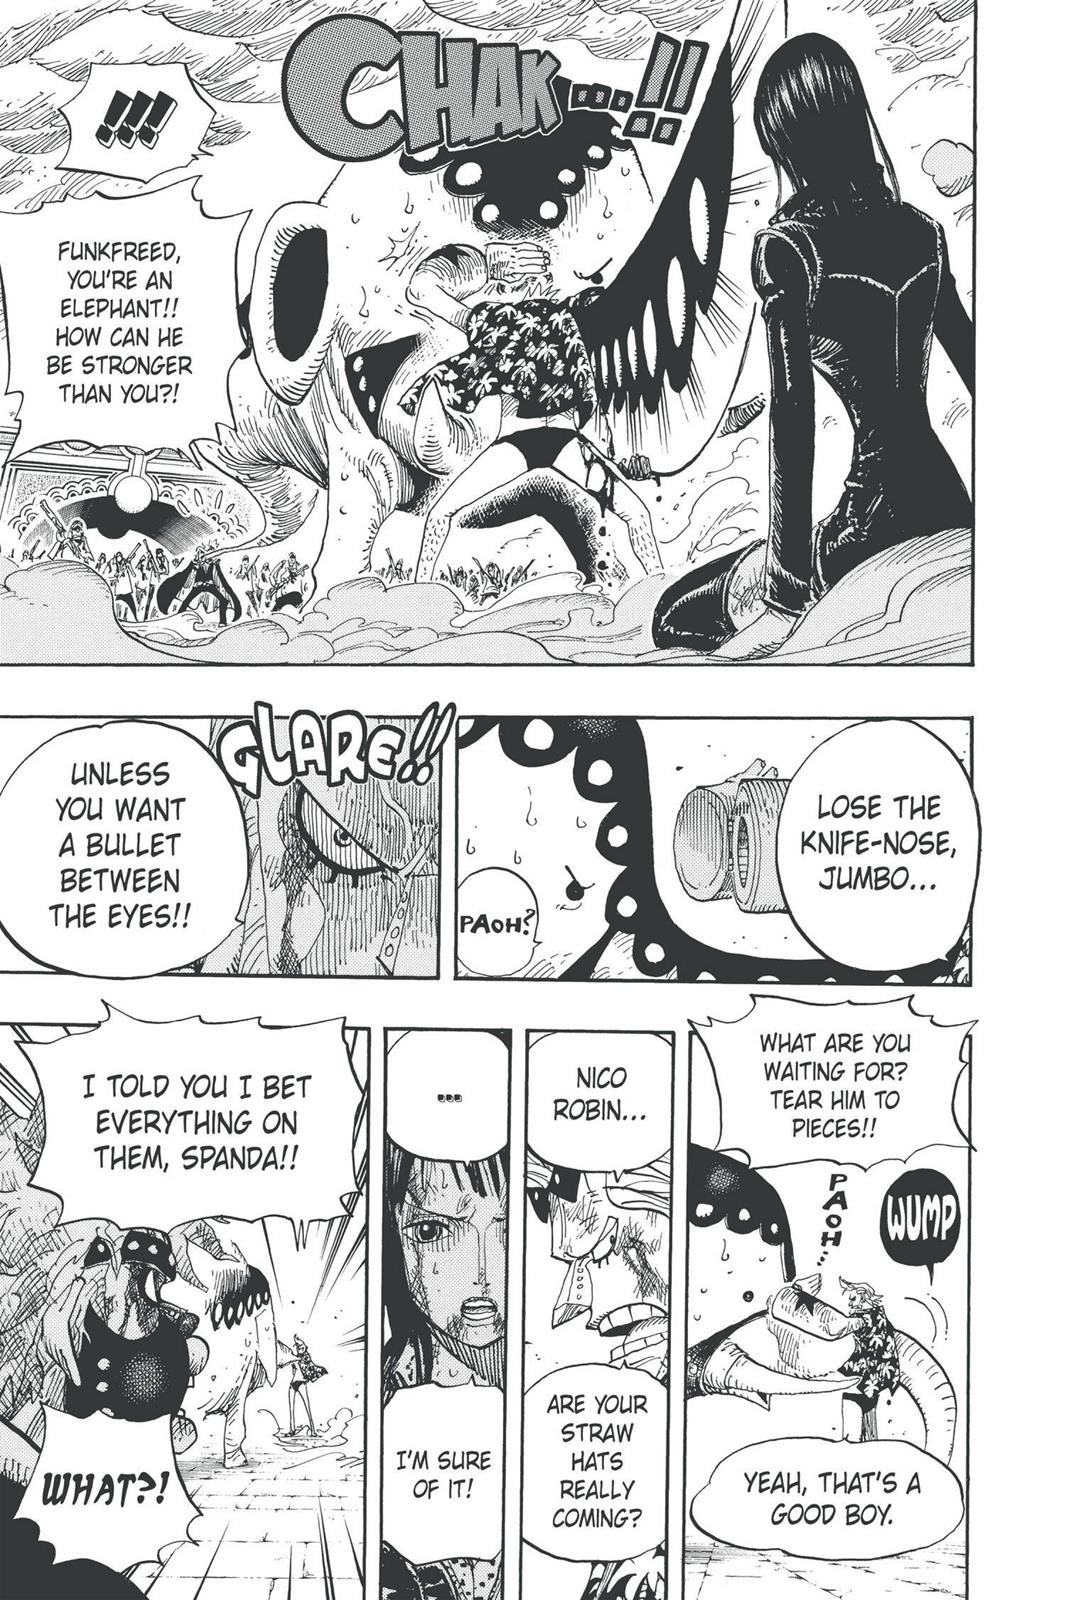 CHAK...!!
!!!
FUNKFREED,
YOU'RE AN
ELEPHANT!!
HOW CAN HE
BE STRONGER
THAN YOU?!
LOSE THE
KNIFE-NOSE,
JUMBO...
PAOH?
GLARE!!
UNLESS
YOU WANT
A BULLET
BETWEEN
THE EYES!!
WHAT ARE YOU
WAITING FOR?
TEAR HIM TO
PIECES!!
PAOH...
WUMP
YEAH, THAT'S A
GOOD BOY.
NICO
ROBIN...
ARE YOUR
STRAW
HATS
REALLY
COMING?
...
I'M SURE
OF IT!
I TOLD YOU I BET
EVERYTHING ON
THEM, SPANDA!!
WHAT?!